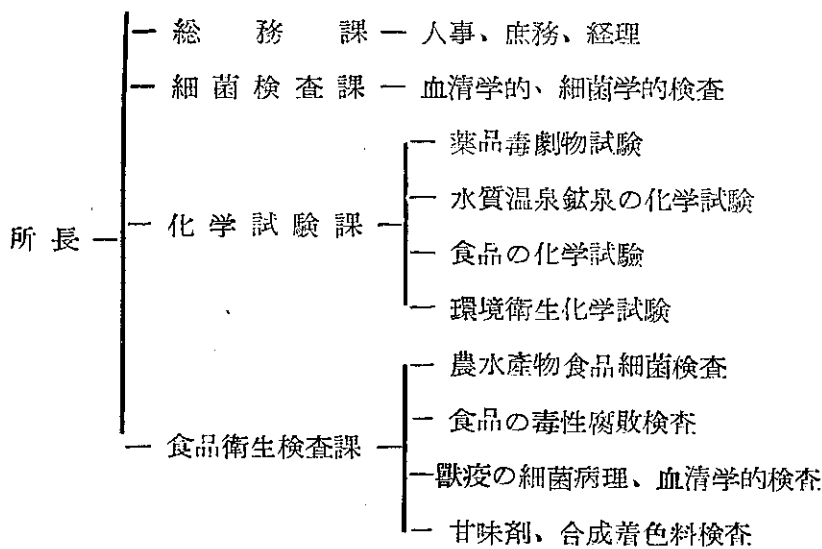 総務課 — 人事、庶務、経理
細菌検査課 — 血清学的、細菌学的検査
薬品毒劇物試験
水質温泉鉱泉の化学試験
化学試験課
所長
食品の化学試験
環境衛生化学試験
農水産物食品細菌検査
食品の毒性腐敗検査
食品衛生検査課
獣疫の細菌病理、血清学的検査
甘味剤、合成着色料検査